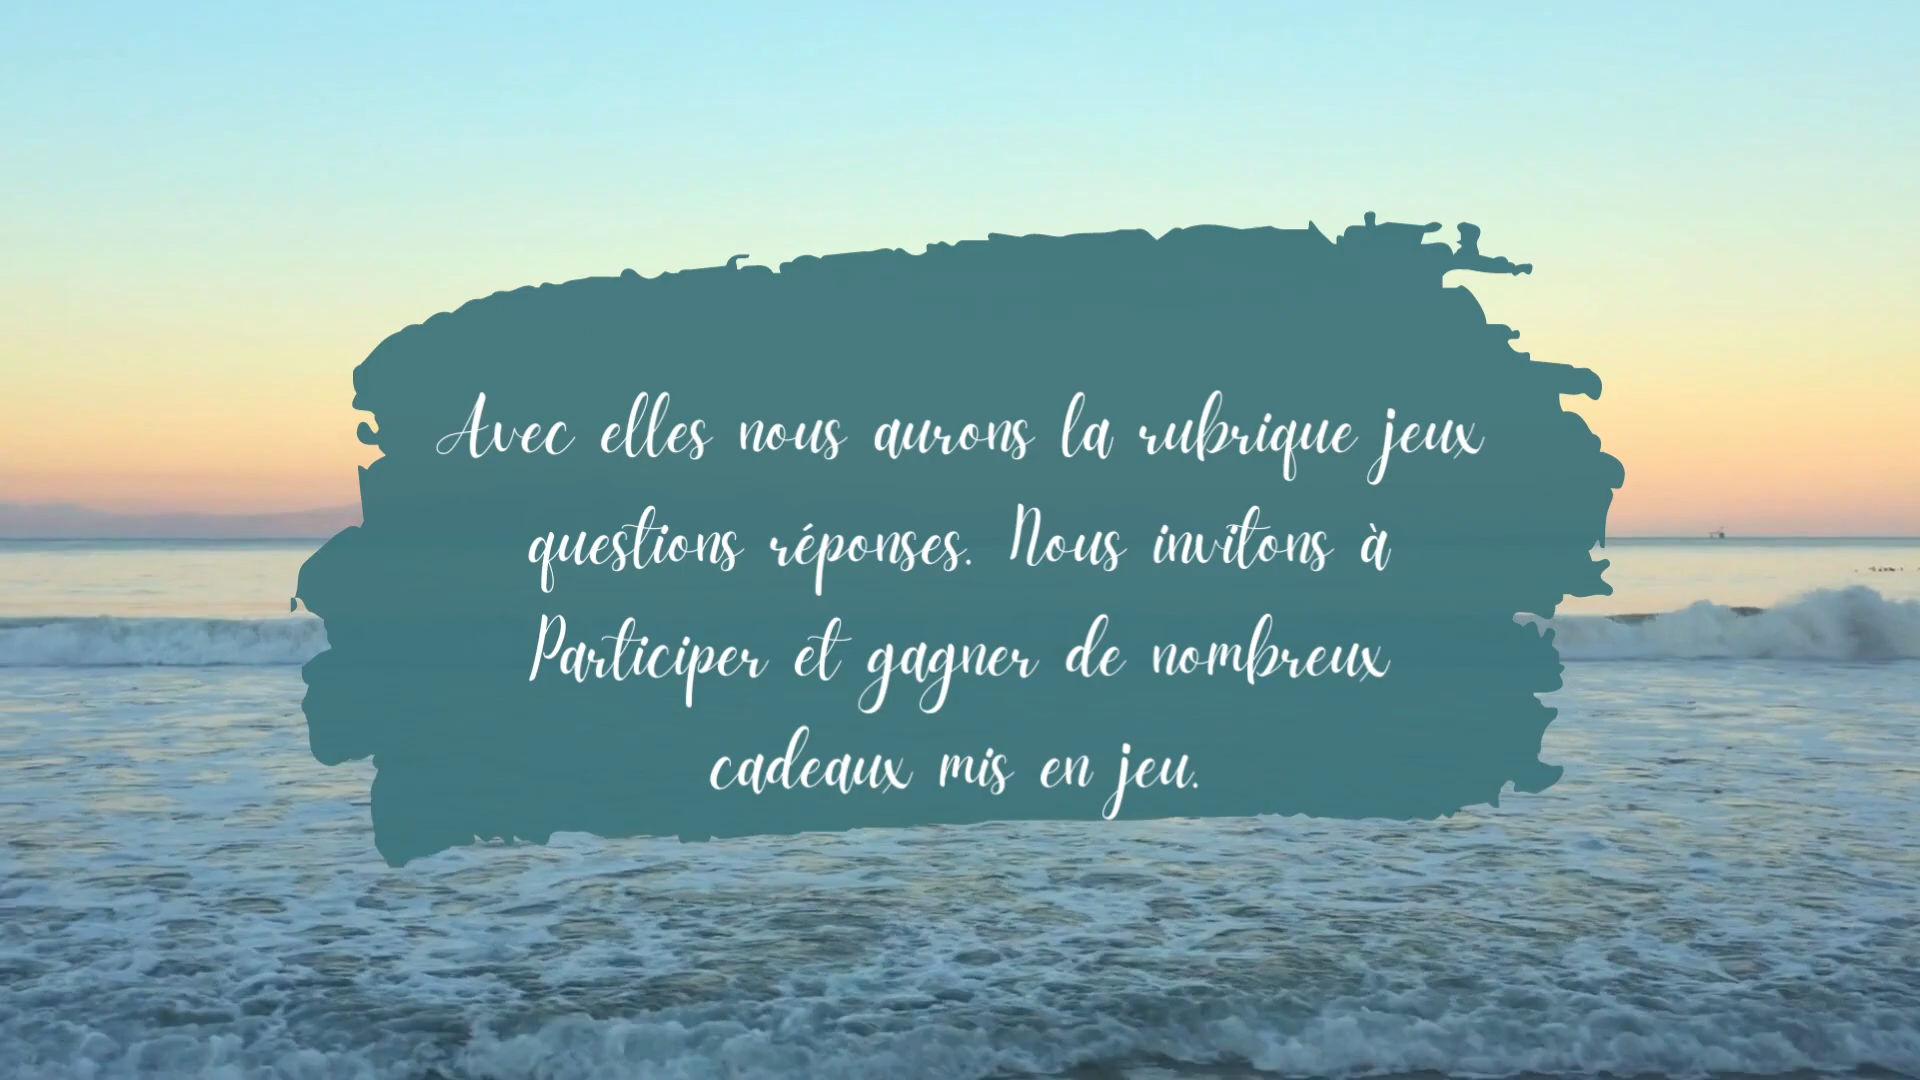 Avec elles nous aurons la rubrique jeux
questions réponses. Nous invitons à
Participer et gagner de nombreux
cadeaux mis en jeu.